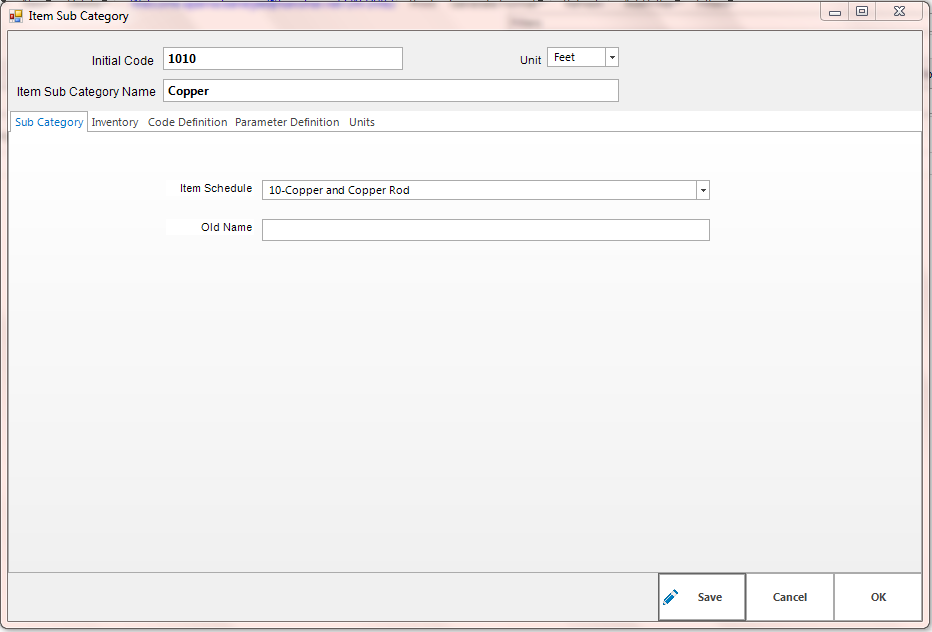 Item Sub Category
Initial Code 1010 Unit Feet
Item Sub Category Name Copper
Sub Category Inventory Code Definition Parameter Definition Units
Item Schedule 10-Copper and Copper Rod
Old Name
Save Cancel OK